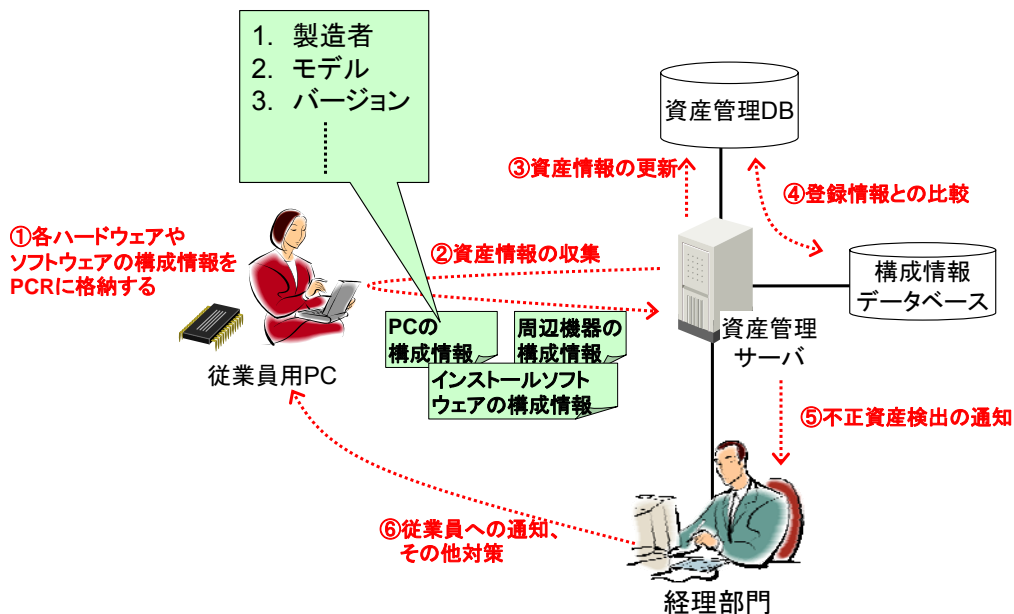 1. 製造者
2. モデル
3. バージョン
資産管理DB
③資産情報の更新
④登録情報との比較
①各ハードウェアや
ソフトウェアの構成情報を
PCRに格納する
②資産情報の収集
構成情報
データベース
PCの
構成情報
周辺機器の
構成情報
インストールソフト
ウェアの構成情報
資産管理
サーバ
従業員用PC
⑤不正資産検出の通知
⑥従業員への通知、
その他対策
経理部門